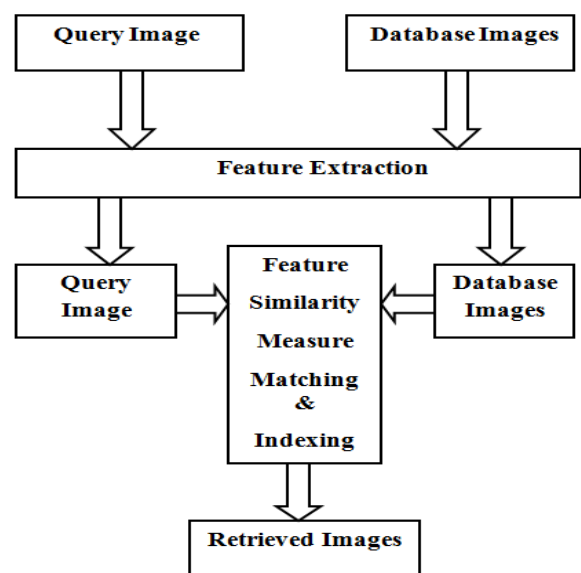 Query Image
Database Images
Feature Extraction
Query
Image
Feature
Similarity
Measure
Matching
&
Indexing
Database
Images
Retrieved Images